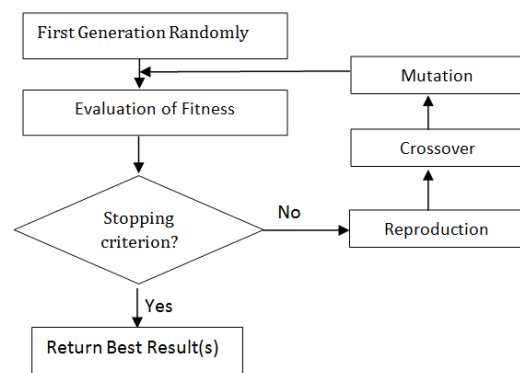 First Generation Randomly
Mutation
Evaluation of Fitness
Crossover
Stopping
criterion?
No
Reproduction
Yes
Return Best Result(s)